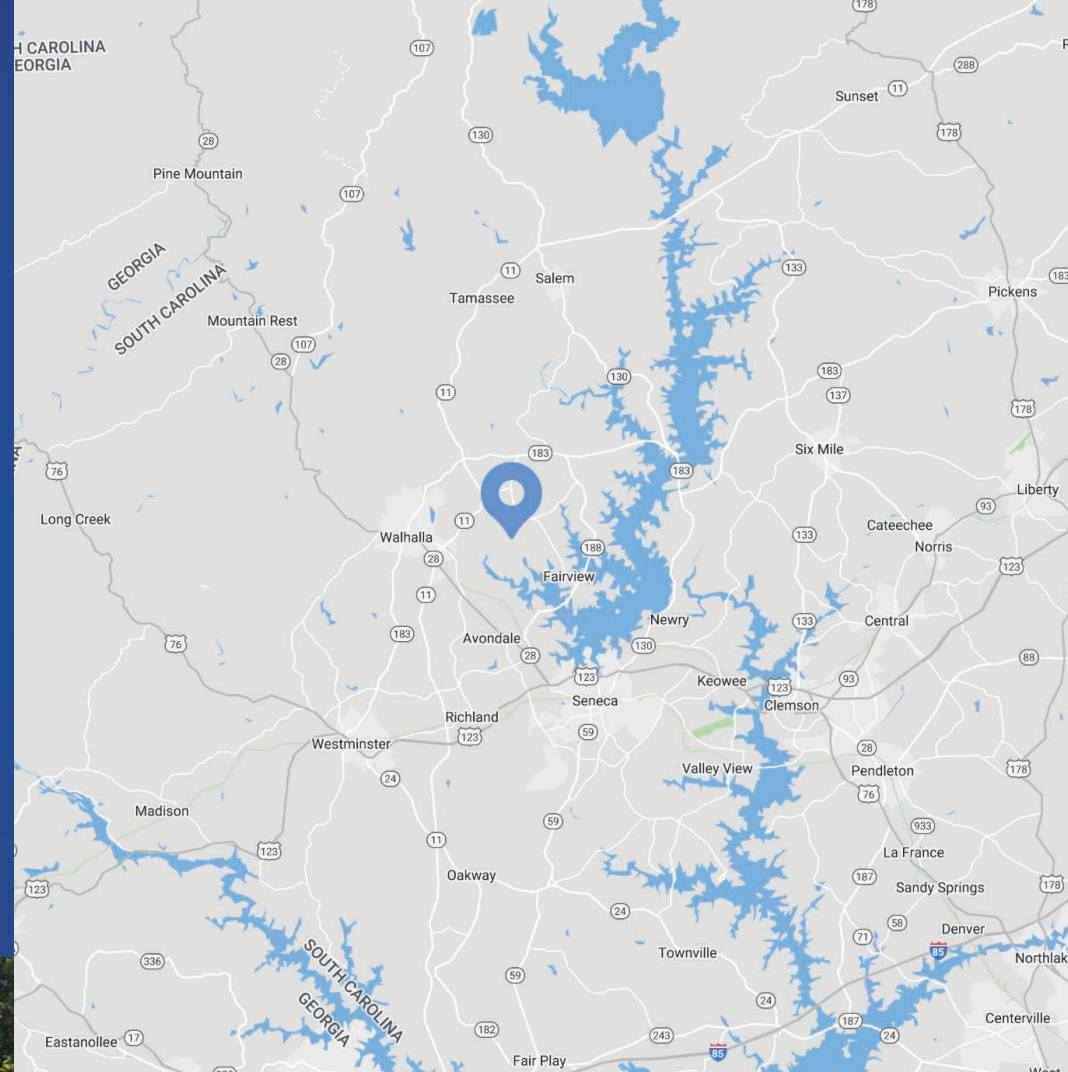 178
H CAROLINA
EORGIA
107
288
11
Sunset
130
178
28
Pine Mountain
107
GEORGIA
SOUTH CAROLINA
133
11
Salem
183
Tamassee
Pickens
Mountain Rest
107
28
130
183
11
137
178
183
Six Mile
76
183
Liberty
93
Long Creek
11
Cateechee
Walhalla
133
188
Norris
28
123
Fairview
11
Newry
133
Central
183
Avondale
76
130
28
88
123
Keowee
93
123
Seneca
Clemson
Richland
59
123
Westminster
28
Valley View
178
24
Pendleton
76
Madison
59
933
11
123
La France
Oakway
187
178
123
Sandy Springs
24
58
Denver
71
85
SOUTH CAROLINA
GEORGIA
Townville
Northlak
336
59
24
187
Centerville
182
243
24
17
Eastanollee
85
Fair Play